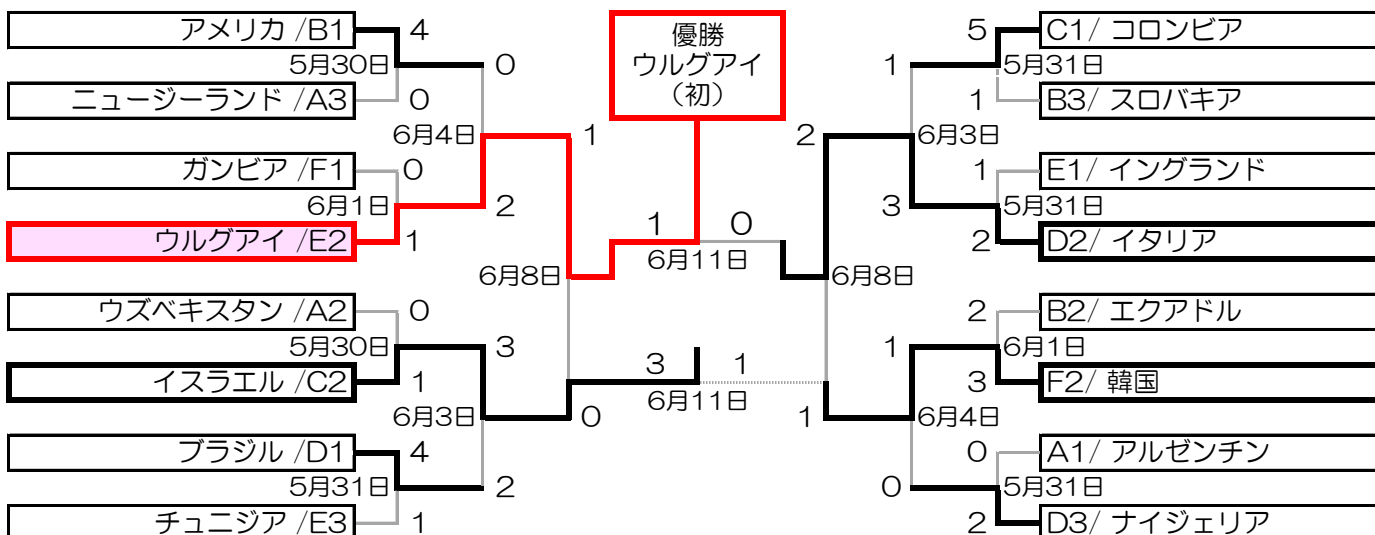 アメリカ /B1
4
5月30日
0
ニュージーランド /A3
0
6月4日
1
ガンビア /F1
0
6月1日
2
ウルグアイ /E2
1
6月8日
ウズベキスタン /A2
0
5月30日
3
イスラエル /C2
1
6月3日
0
ブラジル /D1
4
5月31日
2
チュニジア /E3
1
優勝
ウルグアイ
（初）
1 0
6月11日
3 1
6月11日
5
C1/ コロンビア
1
5月31日
1
B3/ スロバキア
2
6月3日
1
E1/ イングランド
3
5月31日
2
D2/ イタリア
6月8日
2
B2/ エクアドル
1
6月1日
3
F2/ 韓国
1
6月4日
0
A1/ アルゼンチン
0
5月31日
2
D3/ ナイジェリア